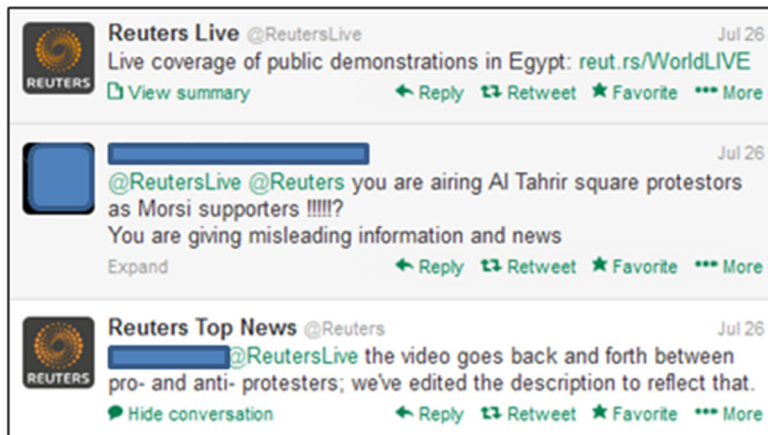 Reuters Live @ReutersLive Jul 26
Live coverage of public demonstrations in Egypt: reut.rs/WorldLIVE
REUTERS
View summary Reply Retweet Favorite More
Jul 26
@ReutersLive @Reuters you are airing Al Tahrir square protestors
as Morsi supporters !!!!!?
You are giving misleading information and news
Expand Reply Retweet Favorite More
Reuters Top News @Reuters Jul 26
@ReutersLive the video goes back and forth between
REUTERS
pro- and anti- protesters; we've edited the description to reflect that.
Hide conversation Reply Retweet Favorite More